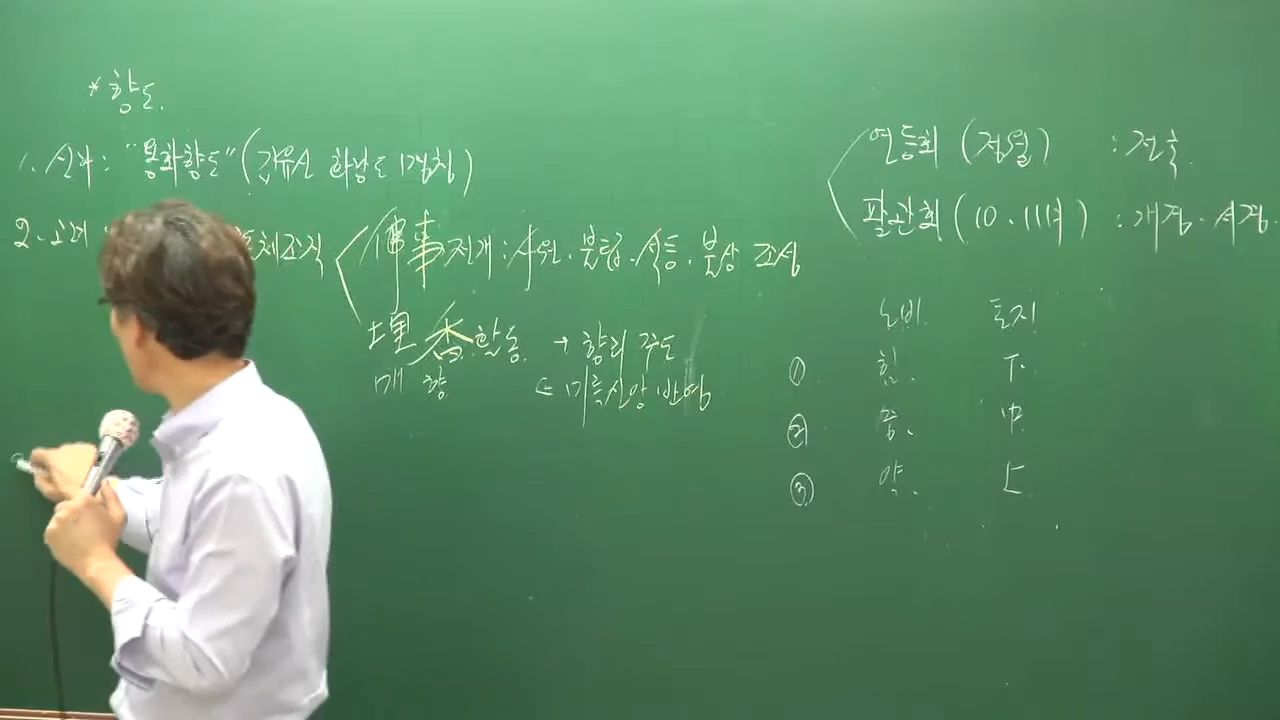 * 향도.
1. 신라 : "용화향도" (김유신 화랑도 명칭)
2. 고려 : 체조직
佛事 전개 : 사원 · 불탑 · 석등 · 불상 조성
埋香 활동. → 향리 주도
매향 ← 미륵신앙 반영
연등회 (정월) : 전국.
팔관회 (10 · 11月) : 개경 · 서경.
노비. 토지
① 힘. 下.
② 중. 中.
③ 약. 上.